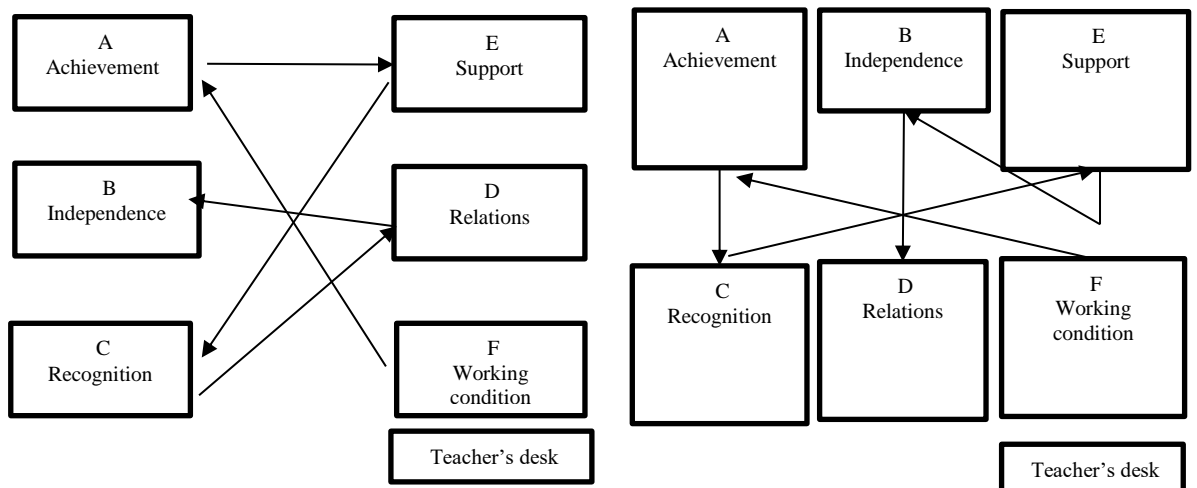 A
Achievement
E
Support
B
Independence
D
Relations
C
Recognition
F
Working
condition
Teacher's desk
A
Achievement
B
Independence
E
Support
C
Recognition
D
Relations
F
Working
condition
Teacher's desk